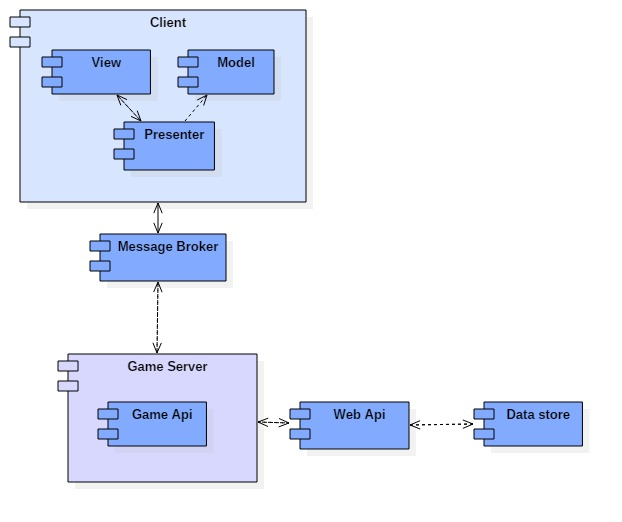 Client
View
Model
Presenter
Message Broker
Game Server
Game Api
Web Api
Data store